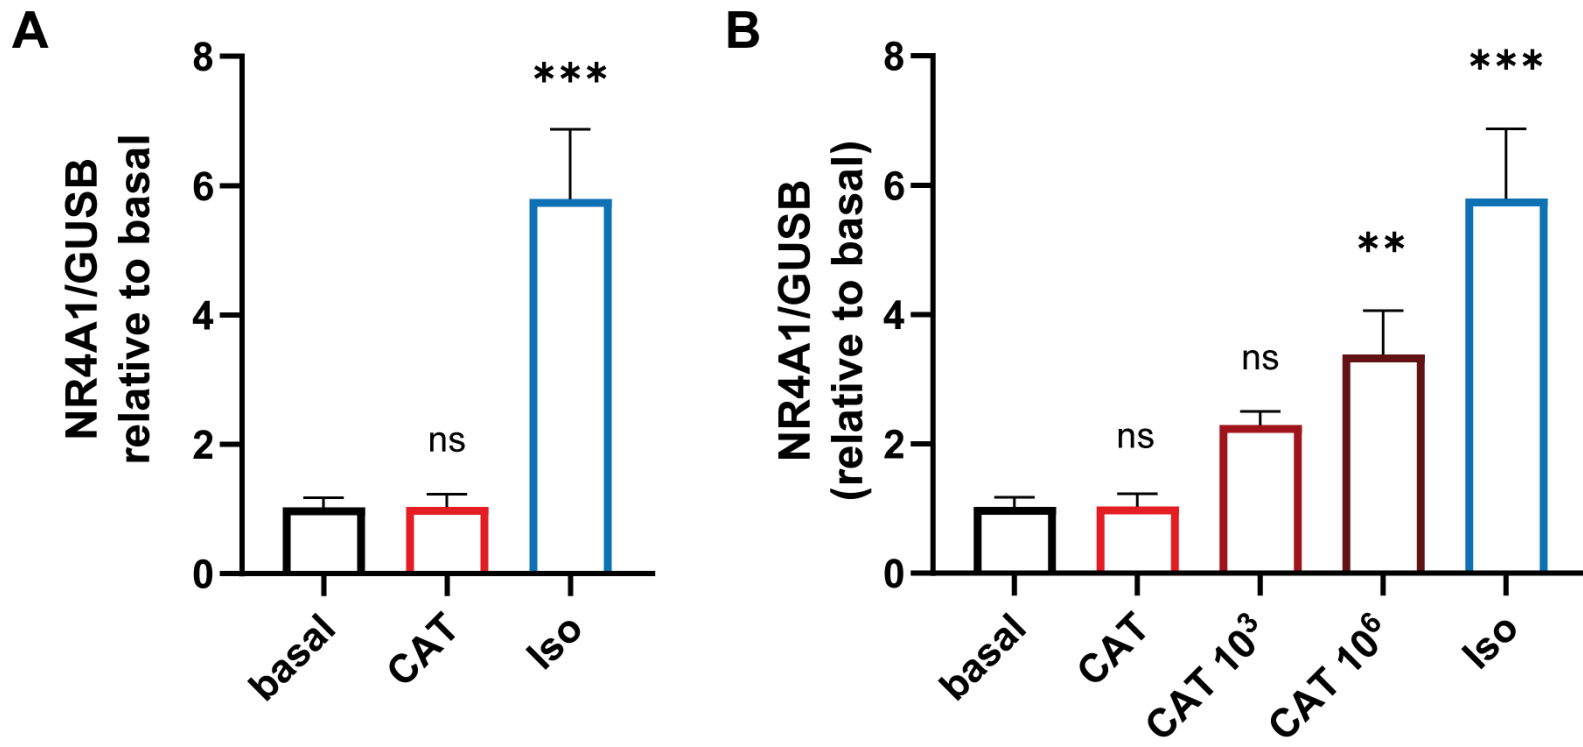 A
NR4A1/GUSB
relative to basal
8
6
4
2
0
***
ns
basal
CAT
Iso
B
NR4A1/GUSB
(relative to basal)
8
6
4
2
0
***
**
ns
ns
basal
CAT
CAT 10³
CAT 10⁶
Iso